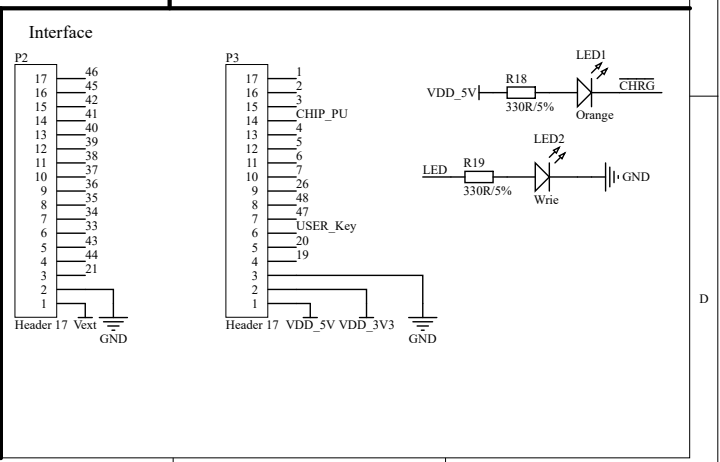 Interface
P2
17 46
16 45
15 42
14 41
13 40
12 39
11 38
10 37
9 36
8 35
7 34
6 33
5 43
4 44
3 21
2
1
Header 17 Vext
GND
P3
17 1
16 2
15 3
14 CHIP_PU
13 4
12 5
11 6
10 7
9 26
8 48
7 47
6 USER_Key
5 20
4 19
3
2
1
Header 17 VDD_5V VDD_3V3
GND
LED1
VDD_5V R18 CHRG
330R/5% Orange
LED2
LED R19 GND
330R/5% Wrie
D